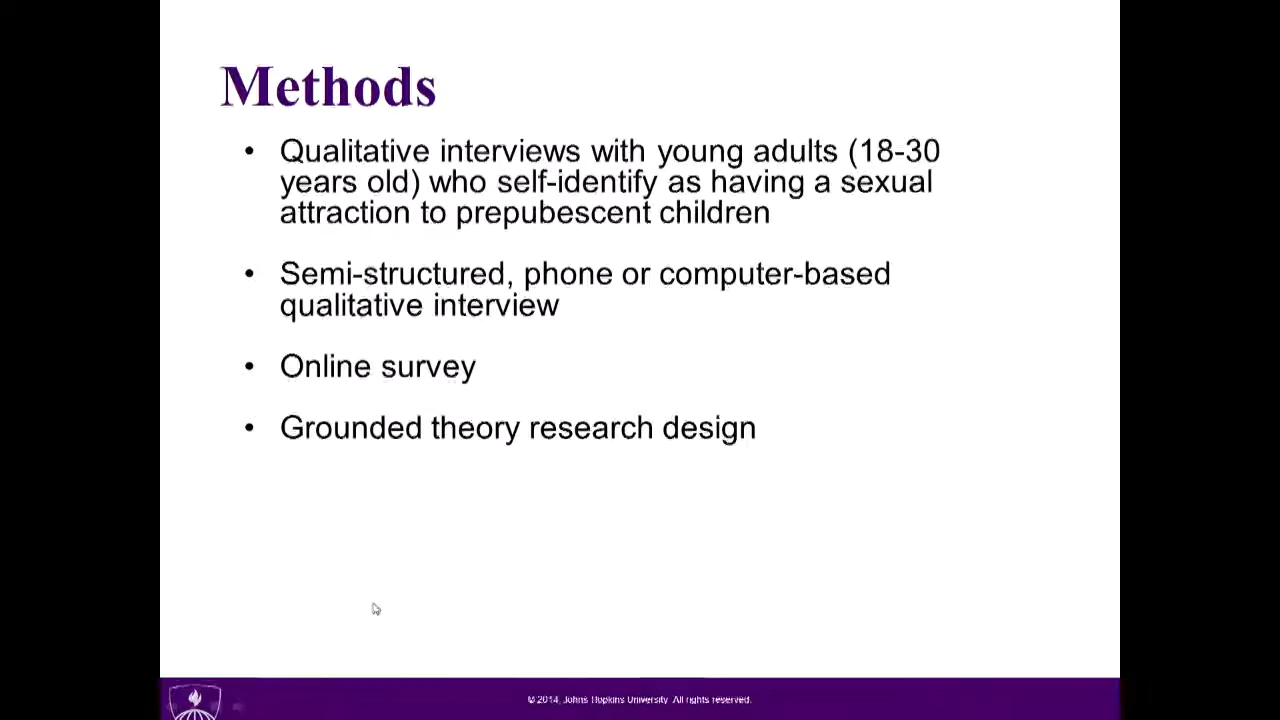 Methods
• Qualitative interviews with young adults (18-30
years old) who self-identify as having a sexual
attraction to prepubescent children
• Semi-structured, phone or computer-based
qualitative interview
• Online survey
• Grounded theory research design
© 2014, Johns Hopkins University. All rights reserved.